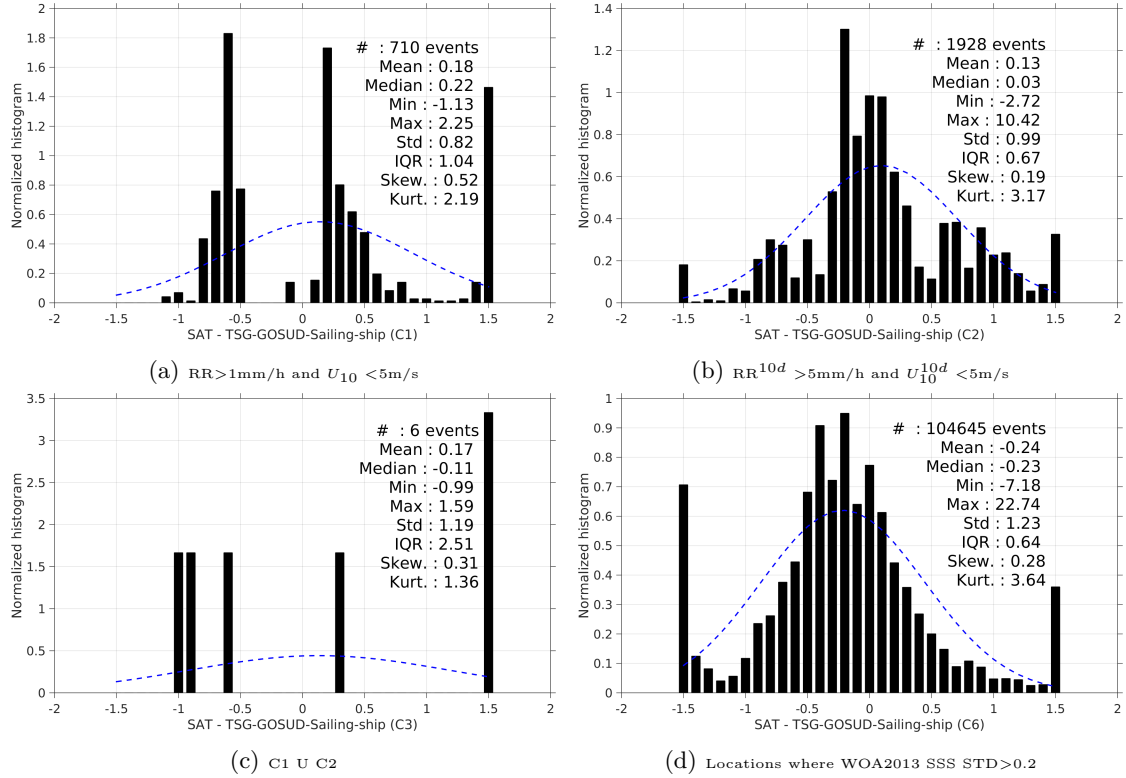 2
1.8
1.6
1.4
1.2
1
0.8
0.6
0.4
0.2
0
-2
-1.5
-1
-0.5
0
0.5
1
1.5
2
Normalized histogram
SAT - TSG-GOSUD-Sailing-ship (C1)
# : 710 events
Mean : 0.18
Median : 0.22
Min : -1.13
Max : 2.25
Std : 0.82
IQR : 1.04
Skew. : 0.52
Kurt. : 2.19
(a) RR>1mm/h and U10 <5m/s
1.4
1.2
1
0.8
0.6
0.4
0.2
0
-2
-1.5
-1
-0.5
0
0.5
1
1.5
2
Normalized histogram
SAT - TSG-GOSUD-Sailing-ship (C2)
# : 1928 events
Mean : 0.13
Median : 0.03
Min : -2.72
Max : 10.42
Std : 0.99
IQR : 0.67
Skew. : 0.19
Kurt. : 3.17
(b) RR10d >5mm/h and U10d10 <5m/s
3.5
3
2.5
2
1.5
1
0.5
0
-2
-1.5
-1
-0.5
0
0.5
1
1.5
2
Normalized histogram
SAT - TSG-GOSUD-Sailing-ship (C3)
# : 6 events
Mean : 0.17
Median : -0.11
Min : -0.99
Max : 1.59
Std : 1.19
IQR : 2.51
Skew. : 0.31
Kurt. : 1.36
(c) C1 U C2
1
0.9
0.8
0.7
0.6
0.5
0.4
0.3
0.2
0.1
0
-2
-1.5
-1
-0.5
0
0.5
1
1.5
2
Normalized histogram
SAT - TSG-GOSUD-Sailing-ship (C6)
# : 104645 events
Mean : -0.24
Median : -0.23
Min : -7.18
Max : 22.74
Std : 1.23
IQR : 0.64
Skew. : 0.28
Kurt. : 3.64
(d) Locations where WOA2013 SSS STD>0.2